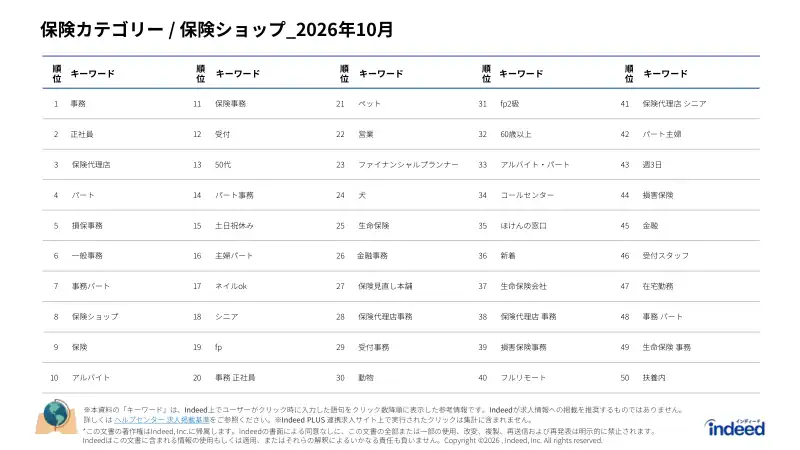 保険カテゴリー / 保険ショップ_2026年10月
順位 キーワード 順位 キーワード 順位 キーワード 順位 キーワード 順位 キーワード
1 事務 11 保険事務 21 ペット 31 fp2級 41 保険代理店 シニア
2 正社員 12 受付 22 営業 32 60歳以上 42 パート主婦
3 保険代理店 13 50代 23 ファイナンシャルプランナー 33 アルバイト・パート 43 週3日
4 パート 14 パート事務 24 犬 34 コールセンター 44 損害保険
5 損保事務 15 土日祝休み 25 生命保険 35 ほけんの窓口 45 金融
6 一般事務 16 主婦パート 26 金融事務 36 新着 46 受付スタッフ
7 事務パート 17 ネイルok 27 保険見直し本舗 37 生命保険会社 47 在宅勤務
8 保険ショップ 18 シニア 28 保険代理店事務 38 保険代理店 事務 48 事務 パート
9 保険 19 fp 29 受付事務 39 損害保険事務 49 生命保険 事務
10 アルバイト 20 事務 正社員 30 動物 40 フルリモート 50 扶養内
※本資料の「キーワード」は、Indeed上でユーザーがクリック時に入力した語句をクリック数降順に表示した参考情報です。Indeedが求人情報への掲載を推奨するものではありません。
詳しくは ヘルプセンター 求人掲載基準をご参照ください。※Indeed PLUS 連携求人サイト上で実行されたクリックは集計に含まれません。
*この文書の著作権はIndeed, Inc.に帰属します。Indeedの書面による同意なしに、この文書の全部または一部の使用、改変、複製、再送信および再発表は明示的に禁止されます。
Indeedはこの文書に含まれる情報の使用もしくは適用、またはそれらの解釈によるいかなる責任も負いません。Copyright ©2026 , Indeed, Inc. All rights reserved.
インディード
indeed